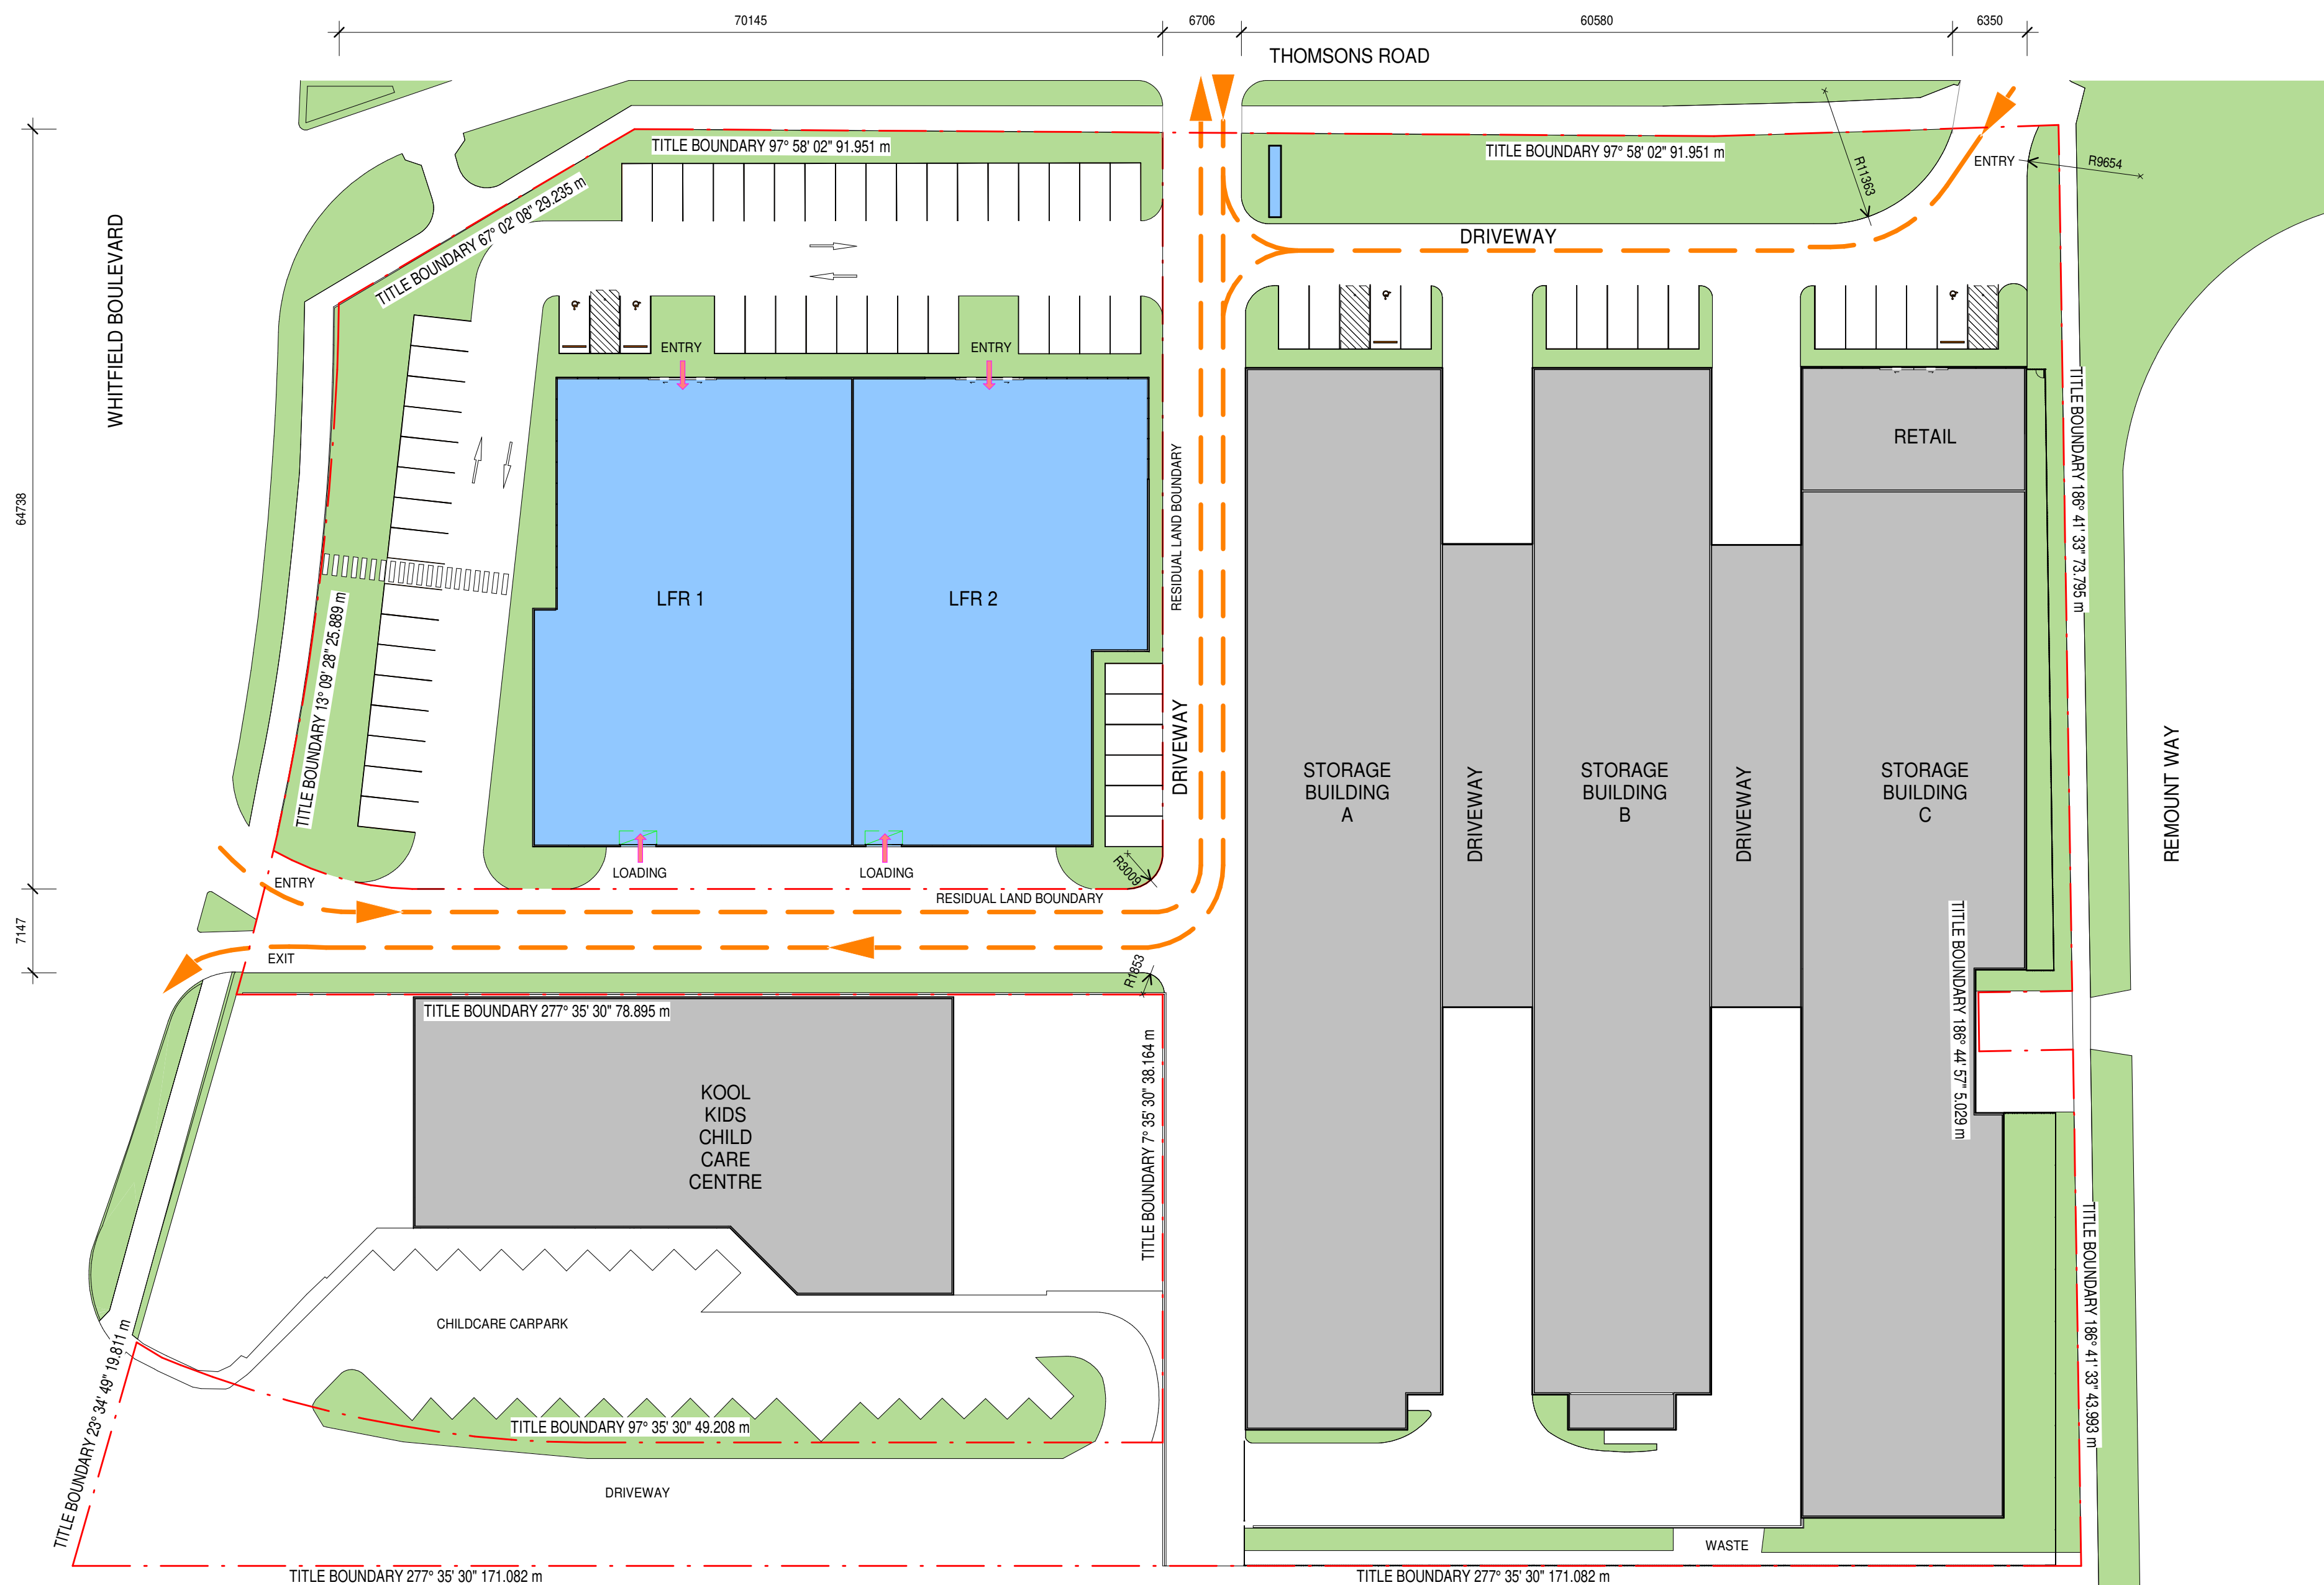 70145
6706
60580
6350
THOMSONS ROAD
TITLE BOUNDARY 97° 58' 02" 91.951 m
TITLE BOUNDARY 97° 58' 02" 91.951 m
ENTRY
R9654
R11363
TITLE BOUNDARY 67° 02' 08" 29.235 m
WHITFIELD BOULEVARD
DRIVEWAY
ENTRY
ENTRY
RETAIL
64738
RESIDUAL LAND BOUNDARY
TITLE BOUNDARY 186° 41' 33" 73.795 m
LFR 1
LFR 2
TITLE BOUNDARY 13° 09' 28" 25.889 m
DRIVEWAY
STORAGE
BUILDING
A
DRIVEWAY
STORAGE
BUILDING
B
DRIVEWAY
STORAGE
BUILDING
C
REMOUNT WAY
LOADING
LOADING
R3009
ENTRY
RESIDUAL LAND BOUNDARY
7147
EXIT
R1853
TITLE BOUNDARY 186° 44' 57" 5.029 m
TITLE BOUNDARY 277° 35' 30" 78.895 m
TITLE BOUNDARY 7° 35' 30" 38.164 m
KOOL
KIDS
CHILD
CARE
CENTRE
CHILDCARE CARPARK
TITLE BOUNDARY 23° 34' 49" 19.811 m
TITLE BOUNDARY 186° 41' 33" 43.993 m
TITLE BOUNDARY 97° 35' 30" 49.208 m
DRIVEWAY
WASTE
TITLE BOUNDARY 277° 35' 30" 171.082 m
TITLE BOUNDARY 277° 35' 30" 171.082 m